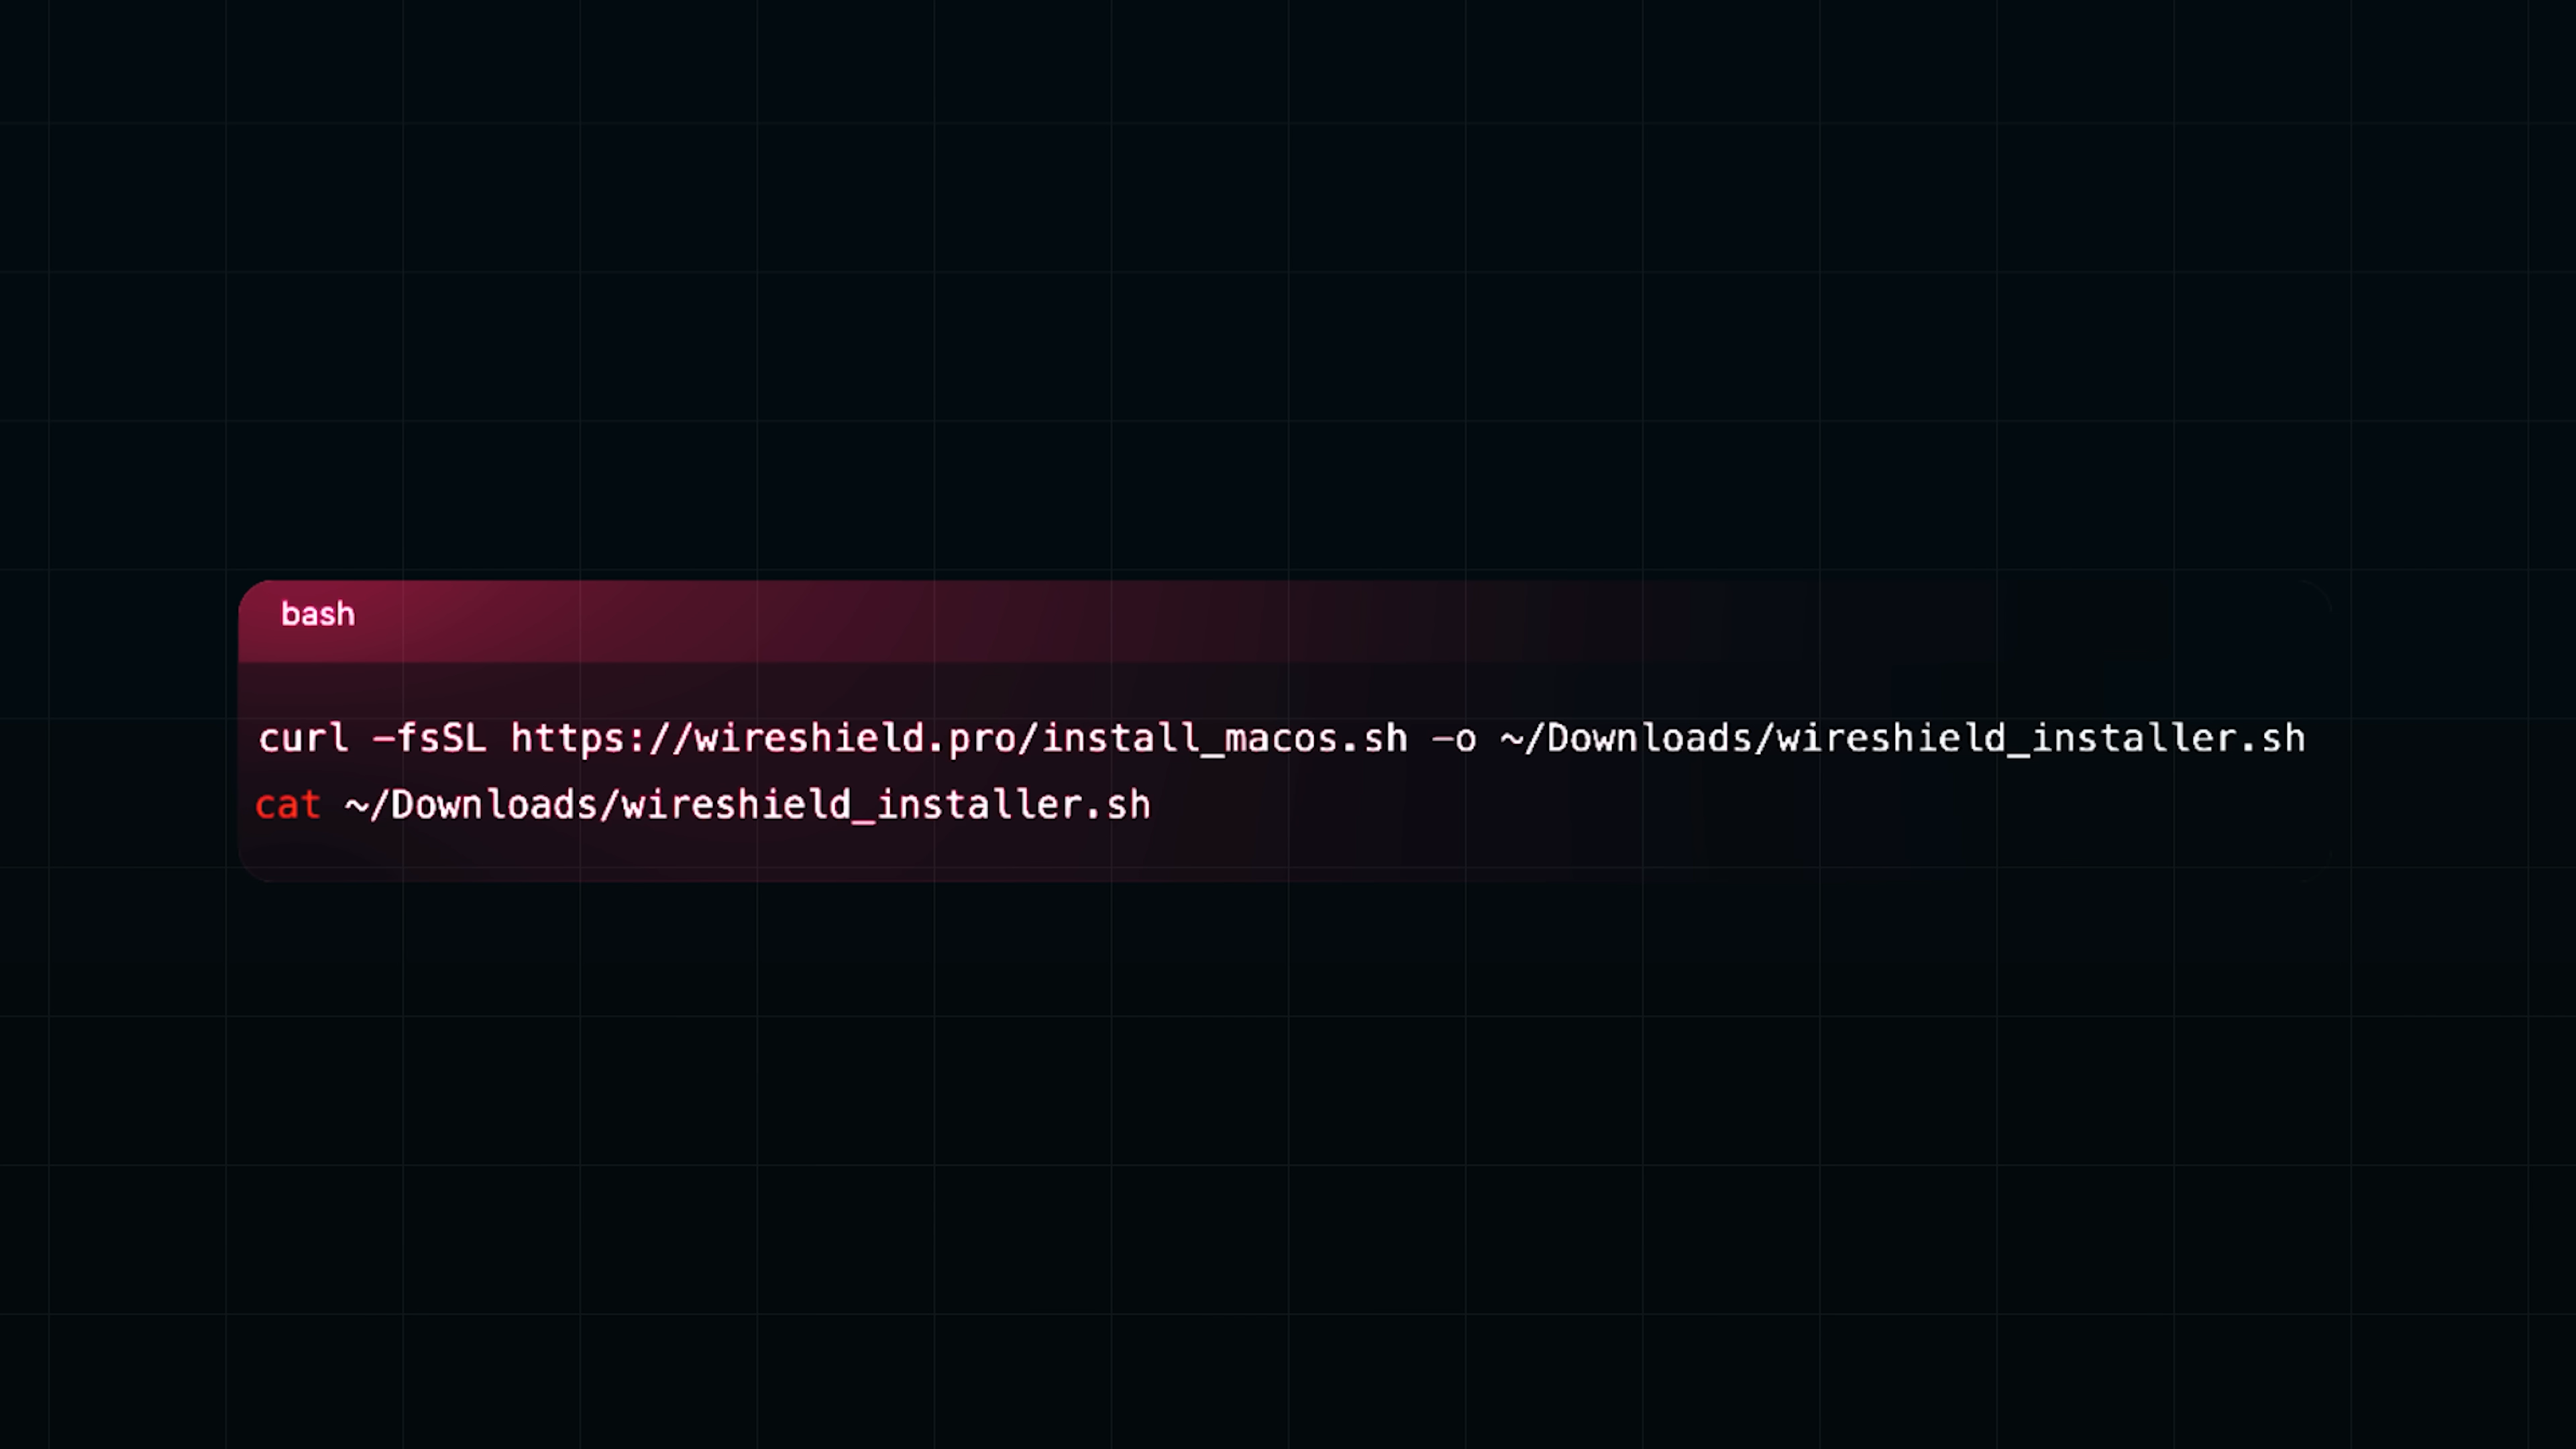 bash
curl -fsSL https://wireshield.pro/install_macos.sh -o ~/Downloads/wireshield_installer.sh
cat ~/Downloads/wireshield_installer.sh